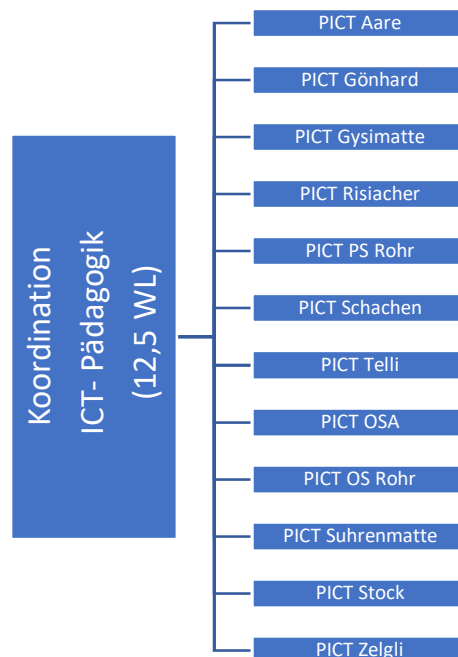 Koordination
ICT- Pädagogik
(12,5 WL)
PICT Aare
PICT Gönhard
PICT Gysimatte
PICT Risiacher
PICT PS Rohr
PICT Schachen
PICT Telli
PICT OSA
PICT OS Rohr
PICT Suhrenmatte
PICT Stock
PICT Zelgli